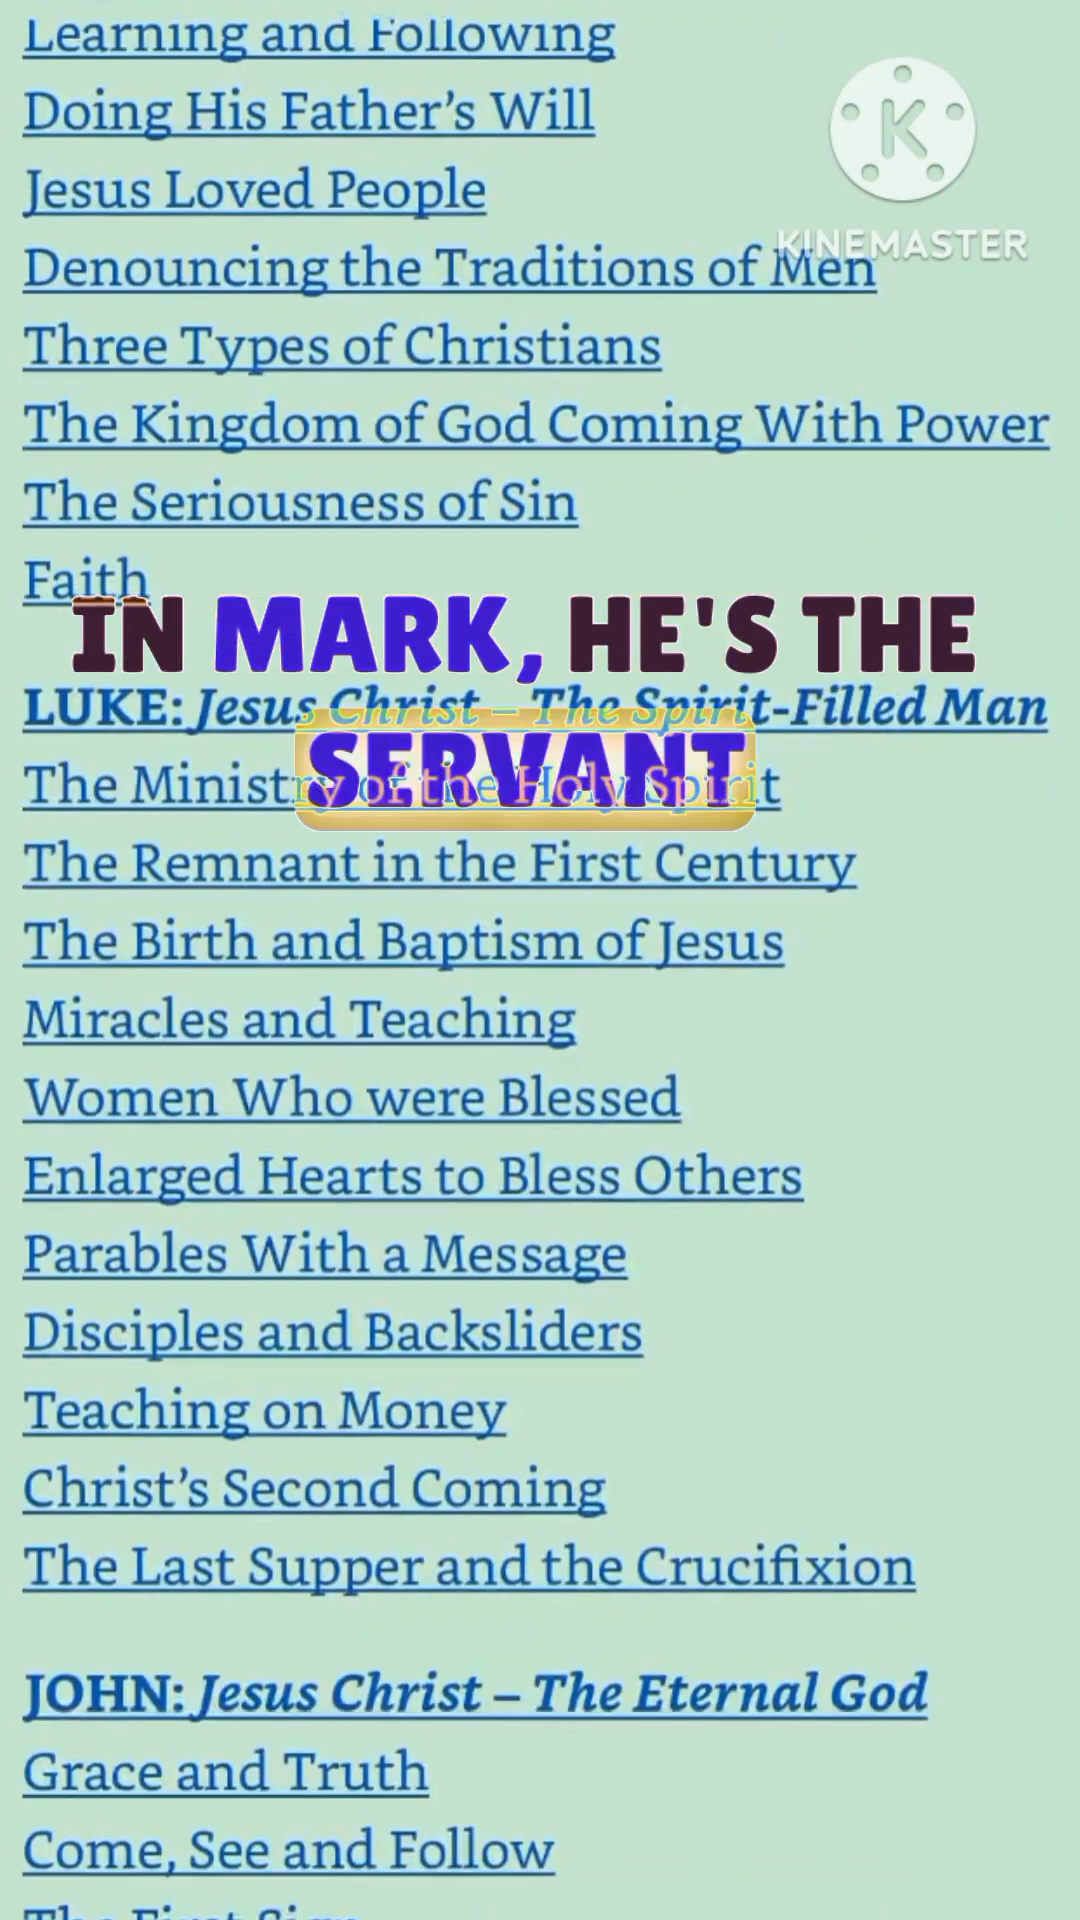 Learning and Following
Doing His Father’s Will
K
Jesus Loved People
KINEMASTER
Denouncing the Traditions of Men
Three Types of Christians
The Kingdom of God Coming With Power
The Seriousness of Sin
Faith
IN MARK, HE'S THE
LUKE: Jesus Christ – The Spirit-Filled Man
SERVANT
The Ministry of the Holy Spirit
The Remnant in the First Century
The Birth and Baptism of Jesus
Miracles and Teaching
Women Who were Blessed
Enlarged Hearts to Bless Others
Parables With a Message
Disciples and Backsliders
Teaching on Money
Christ’s Second Coming
The Last Supper and the Crucifixion
JOHN: Jesus Christ – The Eternal God
Grace and Truth
Come, See and Follow
The First Sign